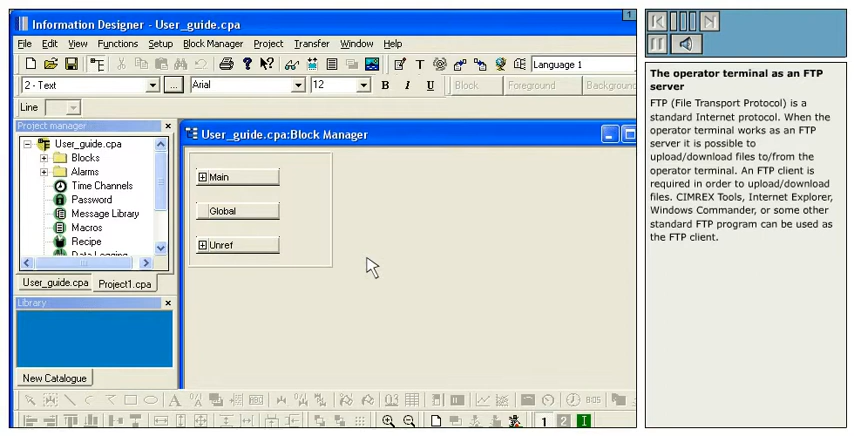 Information Designer - User_guide.cpa
1
File Edit View Functions Setup Block Manager Project Transfer Window Help
Language 1
2 - Text ... Arial 12 B I U Block Foreground Background
Line
Project manager
User_guide.cpa
Blocks
Alarms
Time Channels
Password
Message Library
Macros
Recipe
Data Logging
User_guide.cpa Project1.cpa
Library
New Catalogue
User_guide.cpa:Block Manager
Main
Global
Unref
1 2
The operator terminal as an FTP
server
FTP (File Transport Protocol) is a
standard Internet protocol. When the
operator terminal works as an FTP
server it is possible to
upload/download files to/from the
operator terminal. An FTP client is
required in order to upload/download
files. CIMREX Tools, Internet Explorer,
Windows Commander, or some other
standard FTP program can be used as
the FTP client.